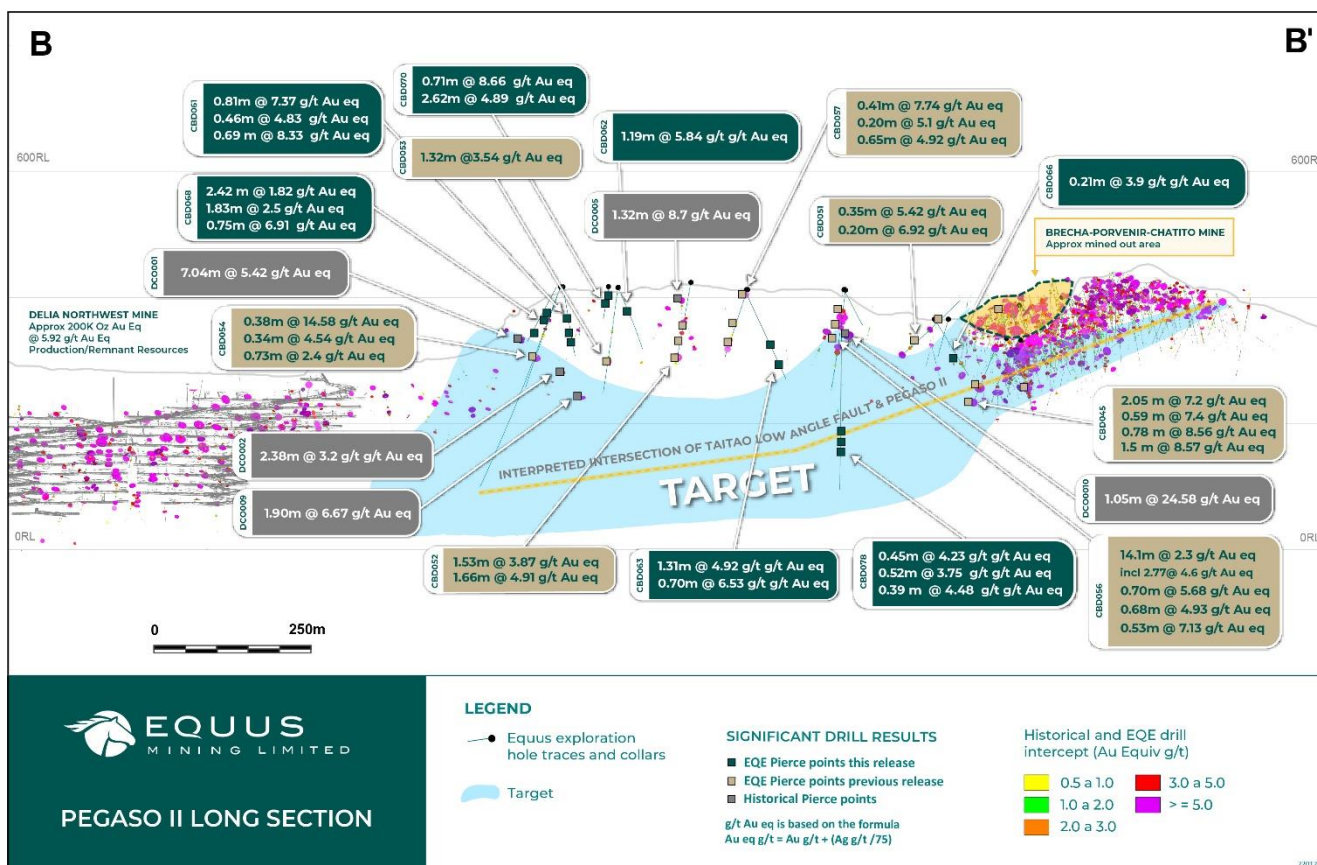 B
B'
CBD061
0.81m @ 7.37 g/t Au eq
0.46m @ 4.83 g/t Au eq
0.69 m @ 8.33 g/t Au eq
CBD070
0.71m @ 8.66 g/t Au eq
2.62m @ 4.89 g/t Au eq
CBD053
1.32m @3.54 g/t Au eq
CBD062
1.19m @ 5.84 g/t g/t Au eq
CBD057
0.41m @ 7.74 g/t Au eq
0.20m @ 5.1 g/t Au eq
0.65m @ 4.92 g/t Au eq
600RL
600RL
CBD066
0.21m @ 3.9 g/t g/t Au eq
CBD068
2.42 m @ 1.82 g/t Au eq
1.83m @ 2.5 g/t Au eq
0.75m @ 6.91 g/t Au eq
DCO005
1.32m @ 8.7 g/t Au eq
CBD051
0.35m @ 5.42 g/t Au eq
0.20m @ 6.92 g/t Au eq
BRECHA-PORVENIR-CHATITO MINE
Approx mined out area
DCO001
7.04m @ 5.42 g/t Au eq
DELIA NORTHWEST MINE
Approx 200K Oz Au Eq
@ 5.92 g/t Au Eq
Production/Remnant Resources
CBD054
0.38m @ 14.58 g/t Au eq
0.34m @ 4.54 g/t Au eq
0.73m @ 2.4 g/t Au eq
INTERPRETED INTERSECTION OF TAITAO LOW ANGLE FAULT & PEGASO II
TARGET
CBD045
2.05 m @ 7.2 g/t Au eq
0.59 m @ 7.4 g/t Au eq
0.78 m @ 8.56 g/t Au eq
1.5 m @ 8.57 g/t Au eq
DCO002
2.38m @ 3.2 g/t g/t Au eq
DCO009
1.90m @ 6.67 g/t Au eq
DCO0010
1.05m @ 24.58 g/t Au eq
0RL
0RL
CBD052
1.53m @ 3.87 g/t Au eq
1.66m @ 4.91 g/t Au eq
CBD063
1.31m @ 4.92 g/t g/t Au eq
0.70m @ 6.53 g/t g/t Au eq
CBD078
0.45m @ 4.23 g/t g/t Au eq
0.52m @ 3.75 g/t g/t Au eq
0.39 m @ 4.48 g/t g/t Au eq
CBD056
14.1m @ 2.3 g/t Au eq
incl 2.77@ 4.6 g/t Au eq
0.70m @ 5.68 g/t Au eq
0.68m @ 4.93 g/t Au eq
0.53m @ 7.13 g/t Au eq
0
250m
EQUUS
MINING LIMITED
PEGASO II LONG SECTION
LEGEND
Equus exploration
hole traces and collars
Target
SIGNIFICANT DRILL RESULTS
EQE Pierce points this release
EQE Pierce points previous release
Historical Pierce points
g/t Au eq is based on the formula
Au eq g/t = Au g/t + (Ag g/t /75)
Historical and EQE drill
intercept (Au Equiv g/t)
0.5 a 1.0
1.0 a 2.0
2.0 a 3.0
3.0 a 5.0
> = 5.0